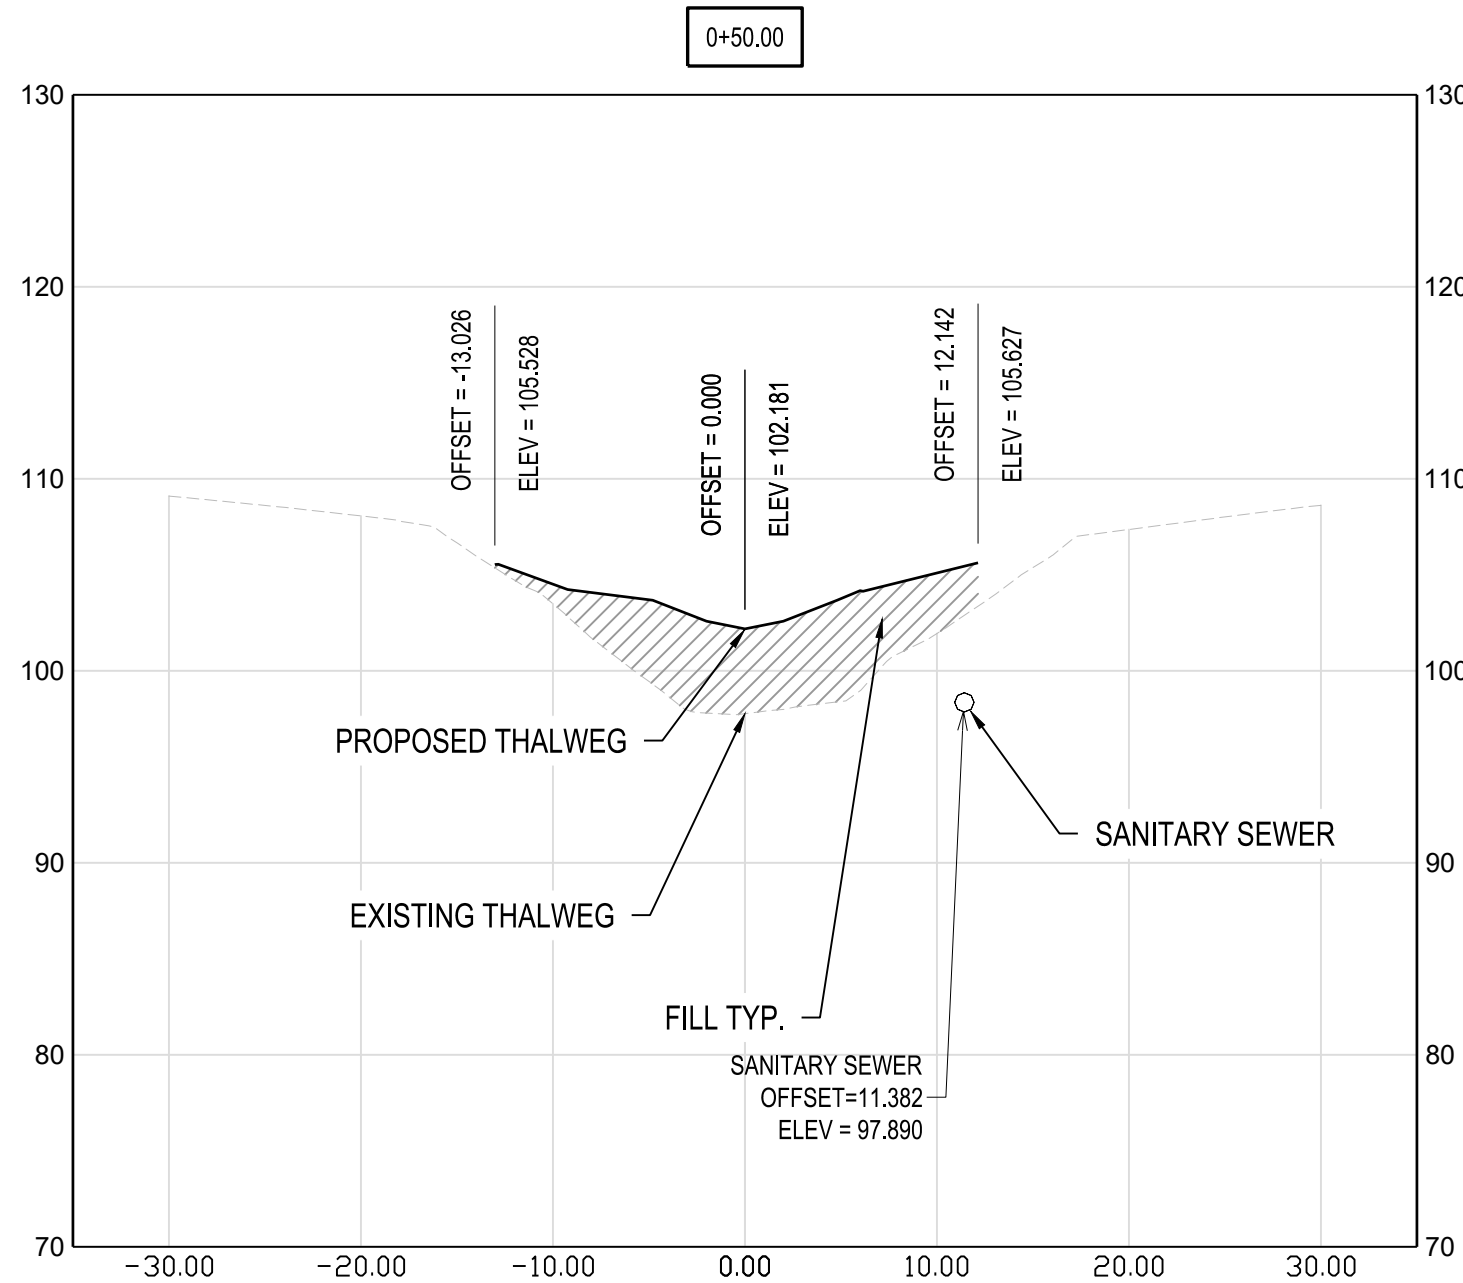 0+50.00
130
130
120
120
OFFSET = -13.026
ELEV = 105.528
OFFSET = 0.000
ELEV = 102.181
OFFSET = 12.142
ELEV = 105.627
110
110
100
100
PROPOSED THALWEG
SANITARY SEWER
90
90
EXISTING THALWEG
FILL TYP.
80
80
SANITARY SEWER
OFFSET=11.382
ELEV = 97.890
70
70
-30.00
-20.00
-10.00
0.00
10.00
20.00
30.00